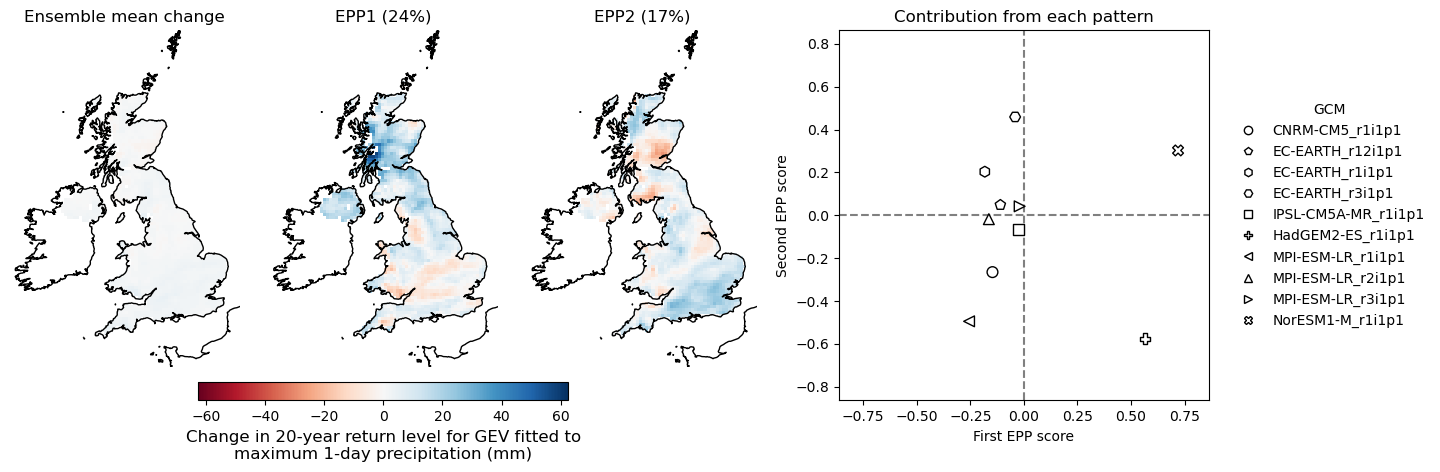 Ensemble mean change
EPP1 (24%)
EPP2 (17%)
−60 −40 −20 0 20 40 60
Change in 20-year return level for GEV fitted to
maximum 1-day precipitation (mm)
Contribution from each pattern
Second EPP score
0.8
0.6
0.4
0.2
0.0
−0.2
−0.4
−0.6
−0.8
−0.75 −0.50 −0.25 0.00 0.25 0.50 0.75
First EPP score
GCM
CNRM-CM5_r1i1p1
EC-EARTH_r12i1p1
EC-EARTH_r1i1p1
EC-EARTH_r3i1p1
IPSL-CM5A-MR_r1i1p1
HadGEM2-ES_r1i1p1
MPI-ESM-LR_r1i1p1
MPI-ESM-LR_r2i1p1
MPI-ESM-LR_r3i1p1
NorESM1-M_r1i1p1